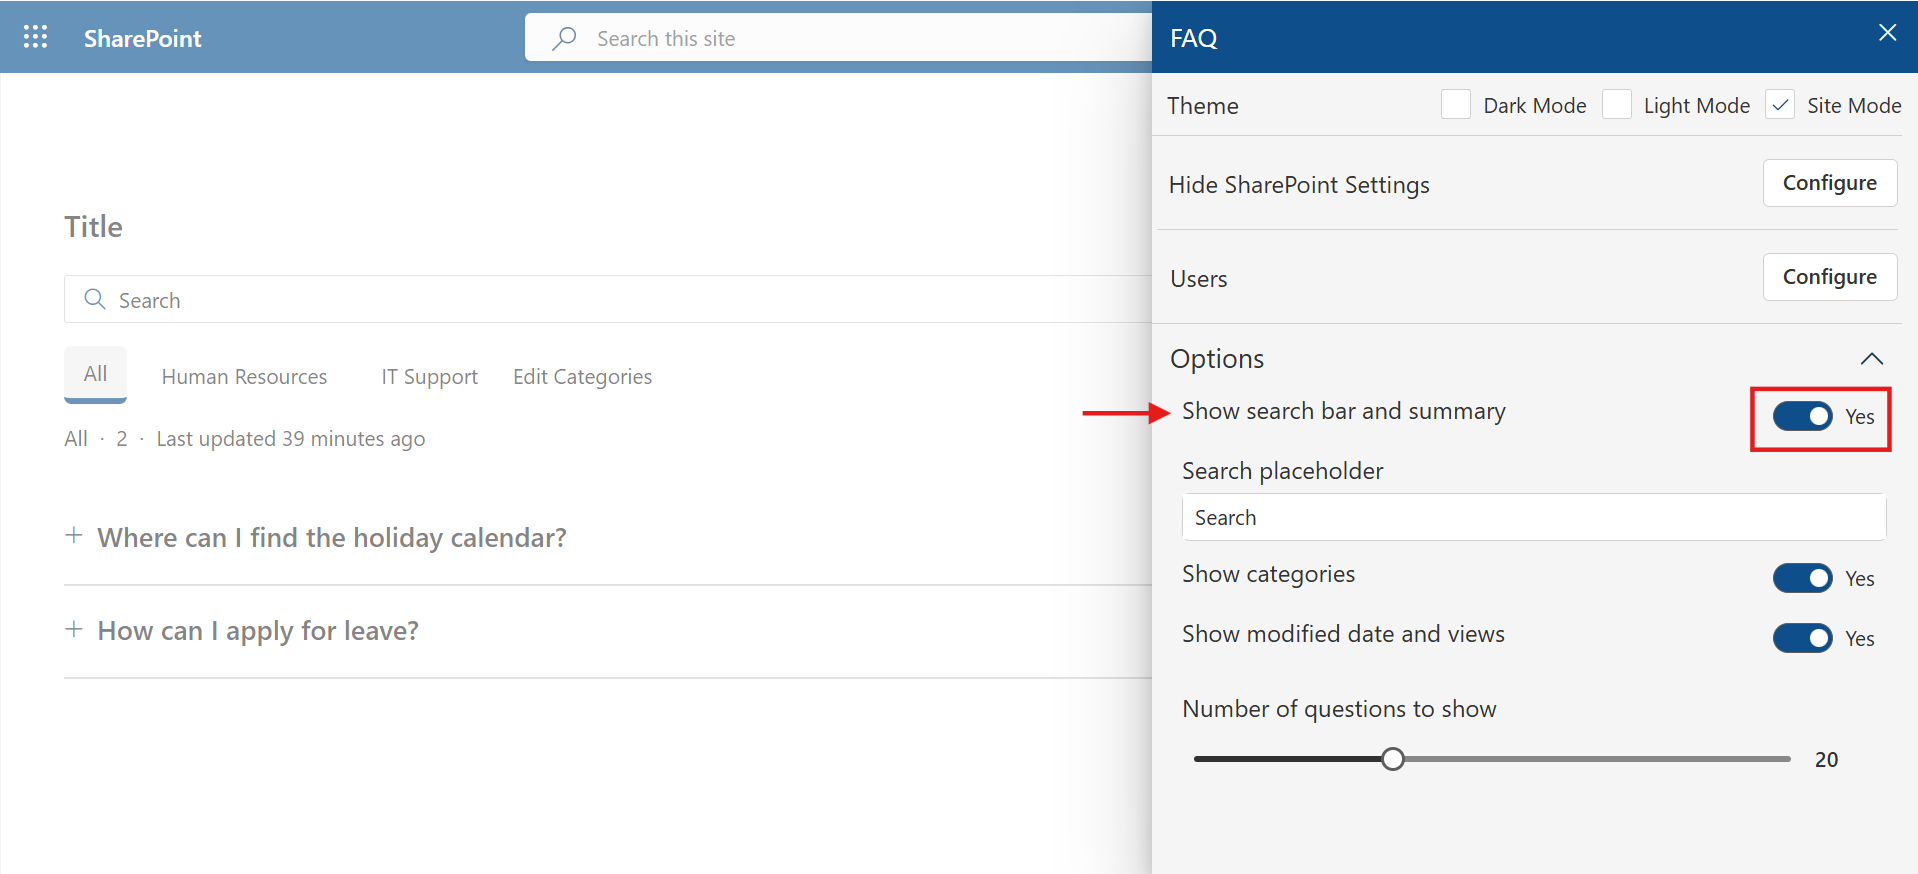 SharePoint
Search this site
FAQ
Theme
Dark Mode
Light Mode
Site Mode
Hide SharePoint Settings
Configure
Users
Configure
Title
Search
All
Human Resources
IT Support
Edit Categories
All · 2 · Last updated 39 minutes ago
+ Where can I find the holiday calendar?
+ How can I apply for leave?
Options
Show search bar and summary
Yes
Search placeholder
Search
Show categories
Yes
Show modified date and views
Yes
Number of questions to show
20